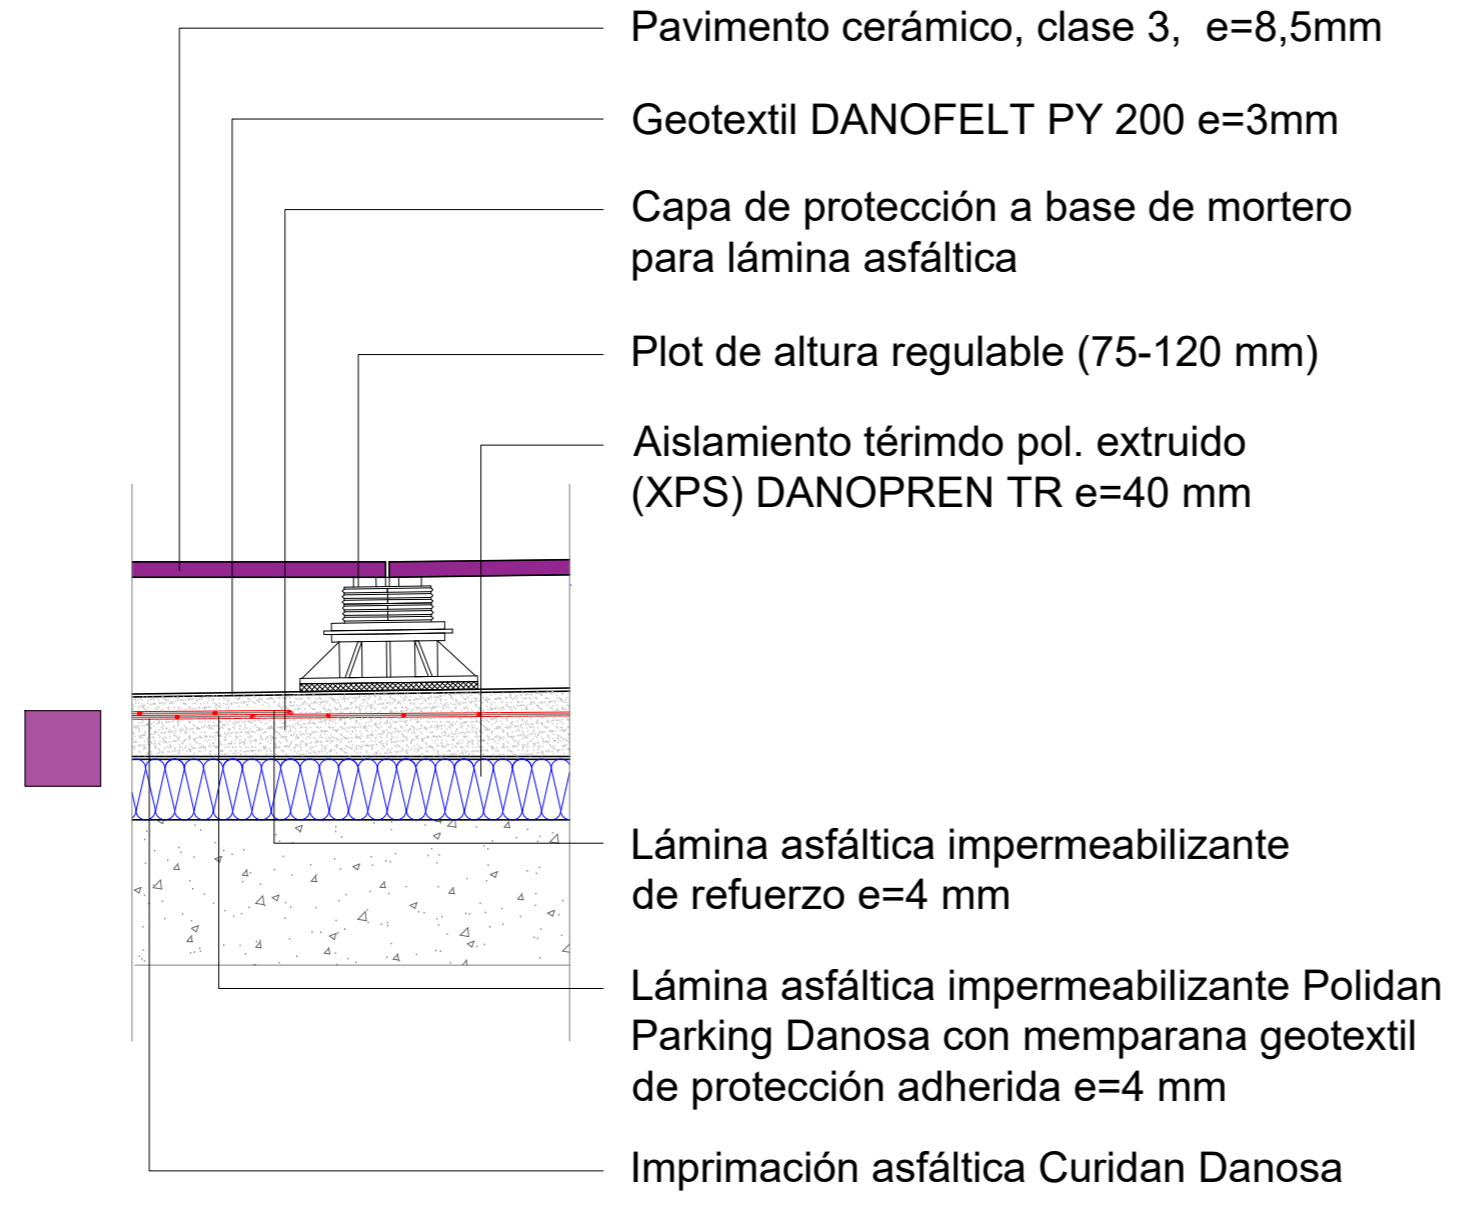 Pavimento cerámico, clase 3, e=8,5mm
Geotextil DANOFELT PY 200 e=3mm
Capa de protección a base de mortero
para lámina asfáltica
Plot de altura regulable (75-120 mm)
Aislamiento térimdo pol. extruido
(XPS) DANOPREN TR e=40 mm
Lámina asfáltica impermeabilizante
de refuerzo e=4 mm
Lámina asfáltica impermeabilizante Polidan
Parking Danosa con memparana geotextil
de protección adherida e=4 mm
Imprimación asfáltica Curidan Danosa